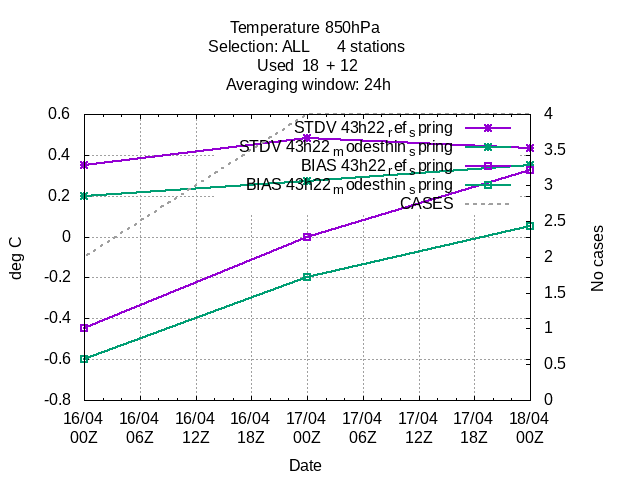 Temperature 850hPa
Selection: ALL 4 stations
Used 18 + 12
Averaging window: 24h
STDV 43h22_ref_spring
STDV 43h22_modesthin_spring
BIAS 43h22_ref_spring
BIAS 43h22_modesthin_spring
CASES
deg C
0.6
0.4
0.2
0
-0.2
-0.4
-0.6
-0.8
No cases
4
3.5
3
2.5
2
1.5
1
0.5
0
16/04 16/04 16/04 16/04 17/04 17/04 17/04 17/04 18/04
00Z 06Z 12Z 18Z 00Z 06Z 12Z 18Z 00Z
Date